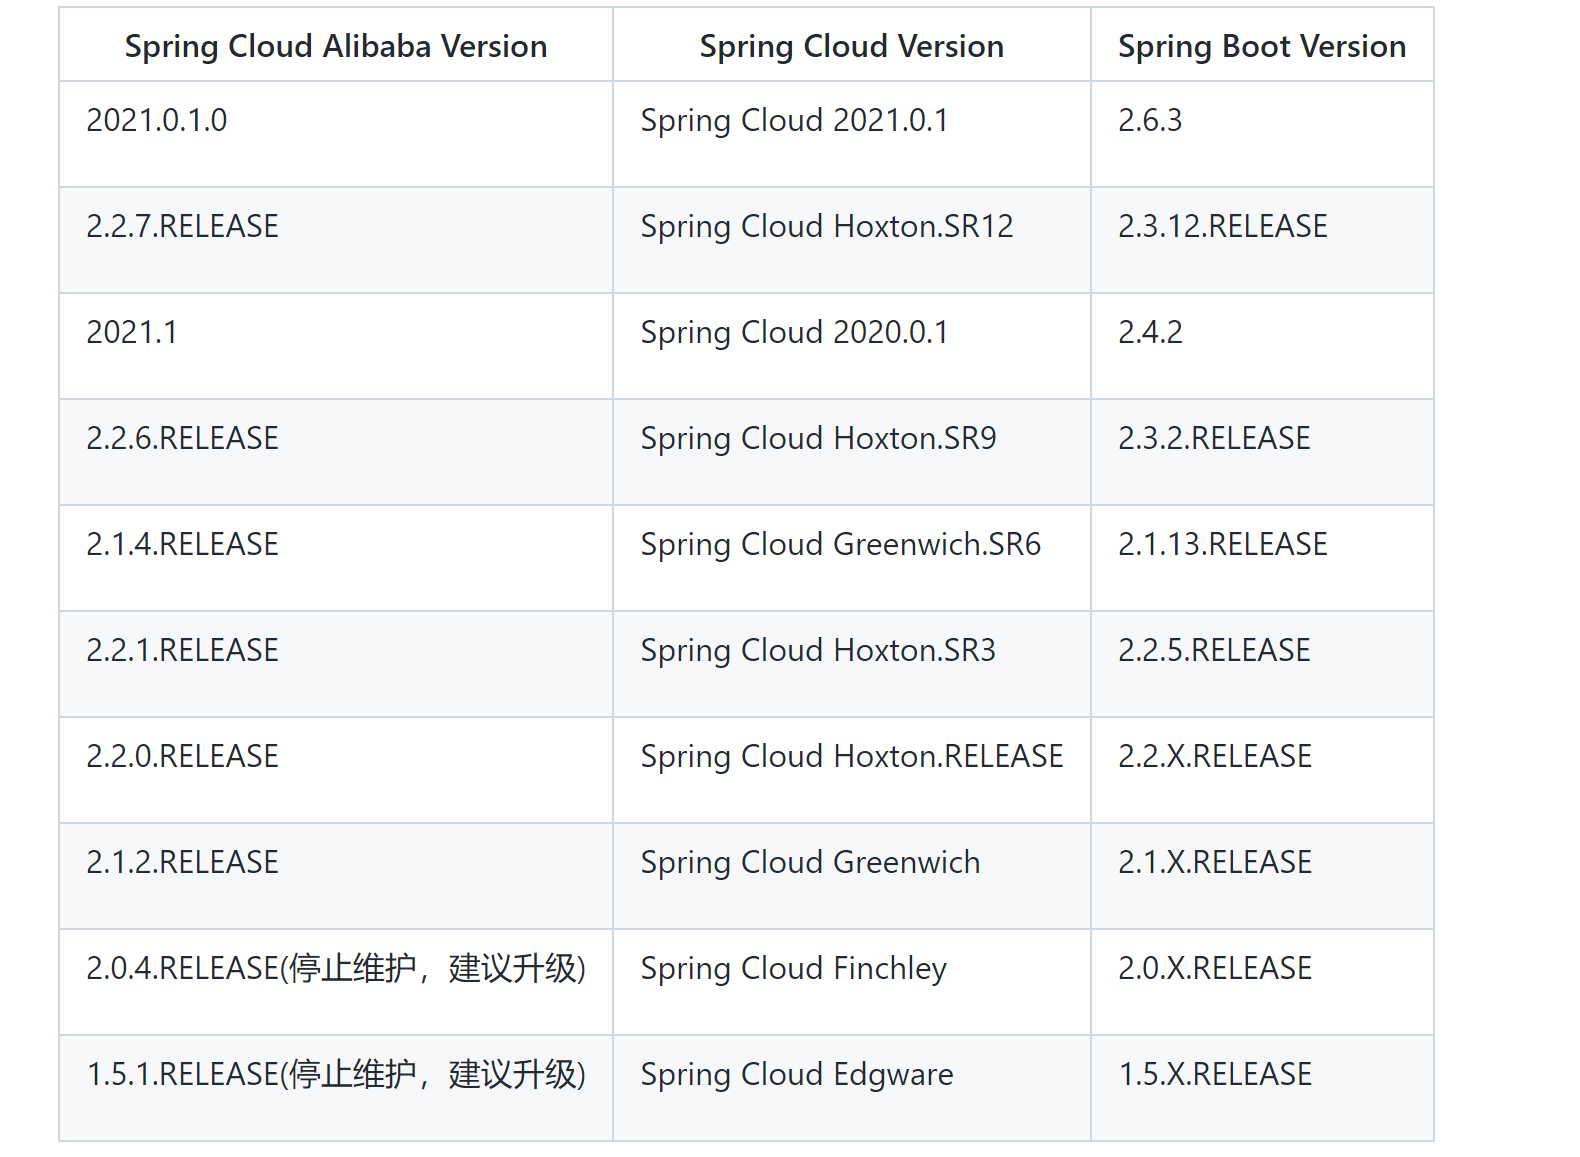 Spring Cloud Alibaba Version Spring Cloud Version Spring Boot Version
2021.0.1.0 Spring Cloud 2021.0.1 2.6.3
2.2.7.RELEASE Spring Cloud Hoxton.SR12 2.3.12.RELEASE
2021.1 Spring Cloud 2020.0.1 2.4.2
2.2.6.RELEASE Spring Cloud Hoxton.SR9 2.3.2.RELEASE
2.1.4.RELEASE Spring Cloud Greenwich.SR6 2.1.13.RELEASE
2.2.1.RELEASE Spring Cloud Hoxton.SR3 2.2.5.RELEASE
2.2.0.RELEASE Spring Cloud Hoxton.RELEASE 2.2.X.RELEASE
2.1.2.RELEASE Spring Cloud Greenwich 2.1.X.RELEASE
2.0.4.RELEASE(停止维护，建议升级) Spring Cloud Finchley 2.0.X.RELEASE
1.5.1.RELEASE(停止维护，建议升级) Spring Cloud Edgware 1.5.X.RELEASE